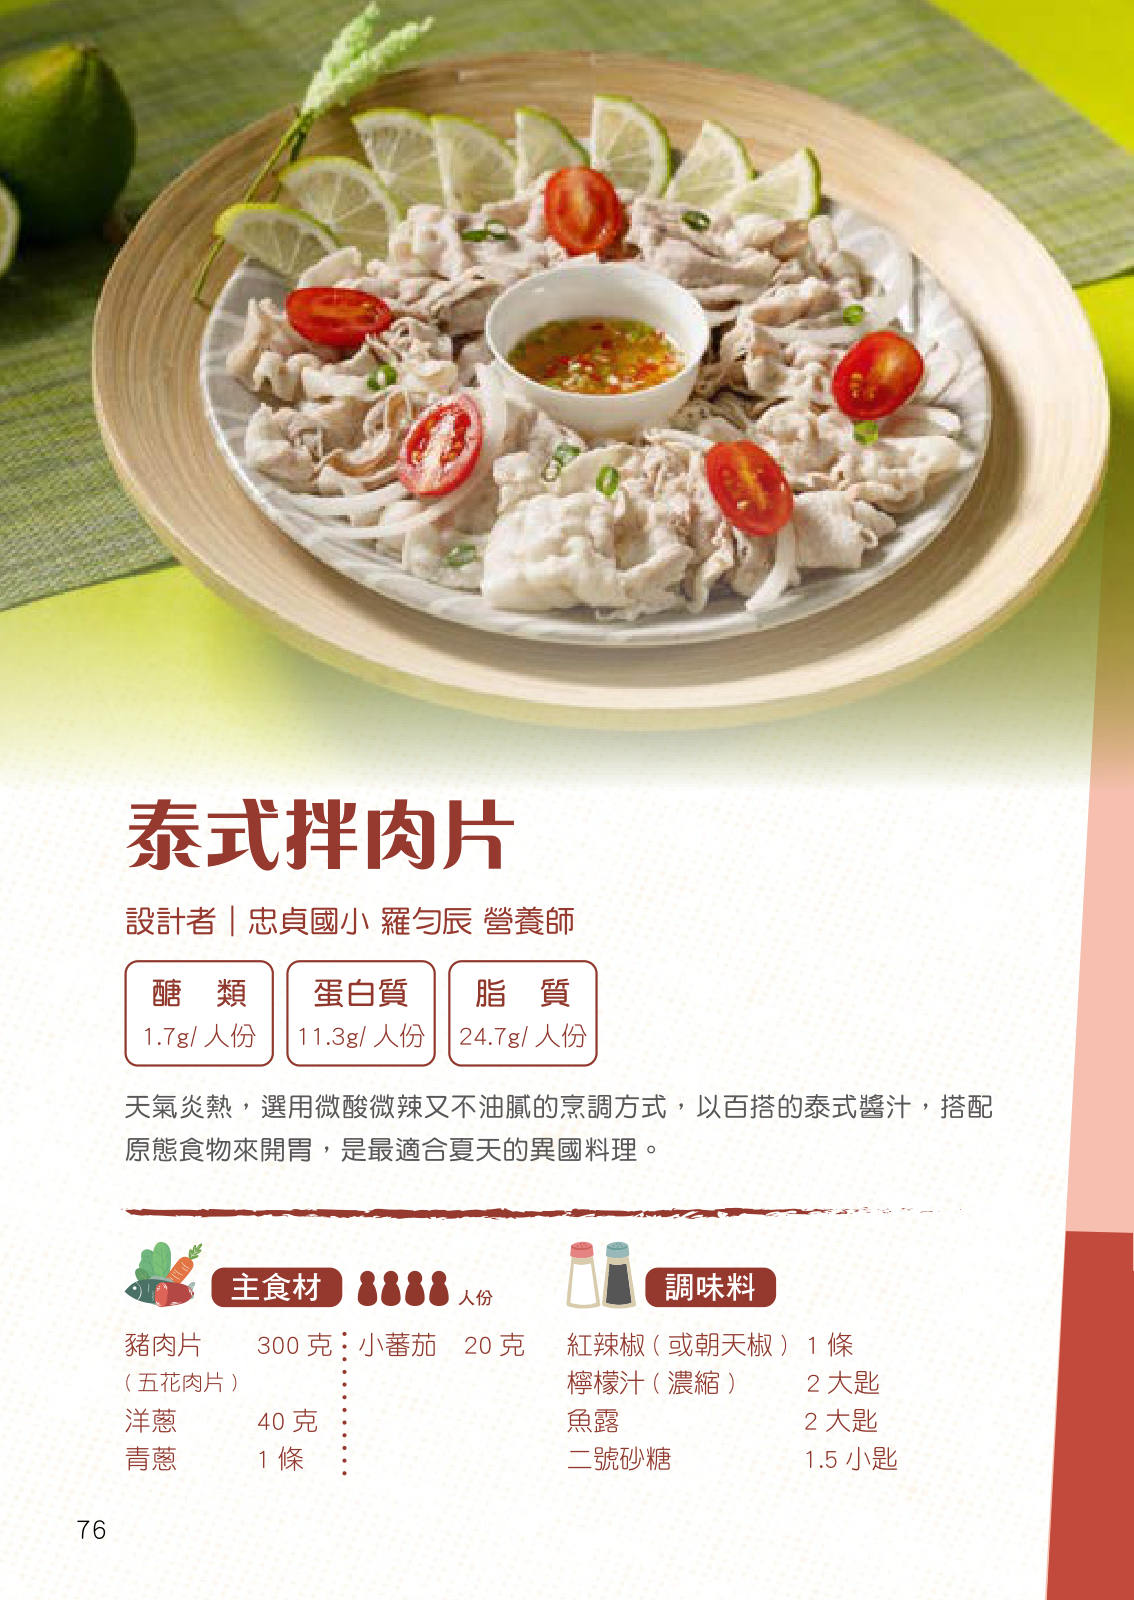 泰式拌肉片
設計者｜忠貞國小 羅勻辰 營養師
醣 類
1.7g/ 人份
蛋白質
11.3g/ 人份
脂 質
24.7g/ 人份
天氣炎熱，選用微酸微辣又不油膩的烹調方式，以百搭的泰式醬汁，搭配
原態食物來開胃，是最適合夏天的異國料理。
主食材 人份
豬肉片 300 克
( 五花肉片 )
洋蔥 40 克
青蔥 1 條
小蕃茄 20 克
調味料
紅辣椒 ( 或朝天椒 ) 1 條
檸檬汁 ( 濃縮 ) 2 大匙
魚露 2 大匙
二號砂糖 1.5 小匙
76